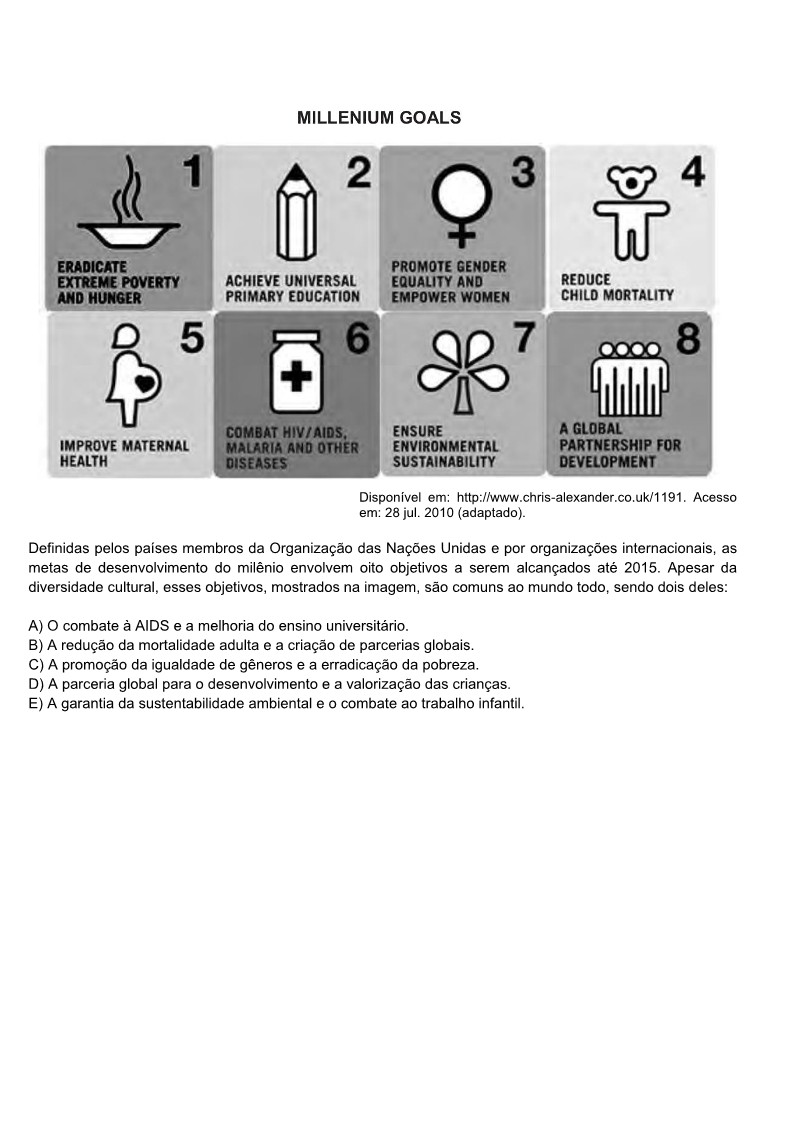 MILLENIUM GOALS
1
ERADICATE
EXTREME POVERTY
AND HUNGER
2
ACHIEVE UNIVERSAL
PRIMARY EDUCATION
3
PROMOTE GENDER
EQUALITY AND
EMPOWER WOMEN
4
REDUCE
CHILD MORTALITY
5
IMPROVE MATERNAL
HEALTH
6
COMBAT HIV/AIDS,
MALARIA AND OTHER
DISEASES
7
ENSURE
ENVIRONMENTAL
SUSTAINABILITY
8
A GLOBAL
PARTNERSHIP FOR
DEVELOPMENT
Disponível em: http://www.chris-alexander.co.uk/1191. Acesso
em: 28 jul. 2010 (adaptado).
Definidas pelos países membros da Organização das Nações Unidas e por organizações internacionais, as
metas de desenvolvimento do milênio envolvem oito objetivos a serem alcançados até 2015. Apesar da
diversidade cultural, esses objetivos, mostrados na imagem, são comuns ao mundo todo, sendo dois deles:
A) O combate à AIDS e a melhoria do ensino universitário.
B) A redução da mortalidade adulta e a criação de parcerias globais.
C) A promoção da igualdade de gêneros e a erradicação da pobreza.
D) A parceria global para o desenvolvimento e a valorização das crianças.
E) A garantia da sustentabilidade ambiental e o combate ao trabalho infantil.